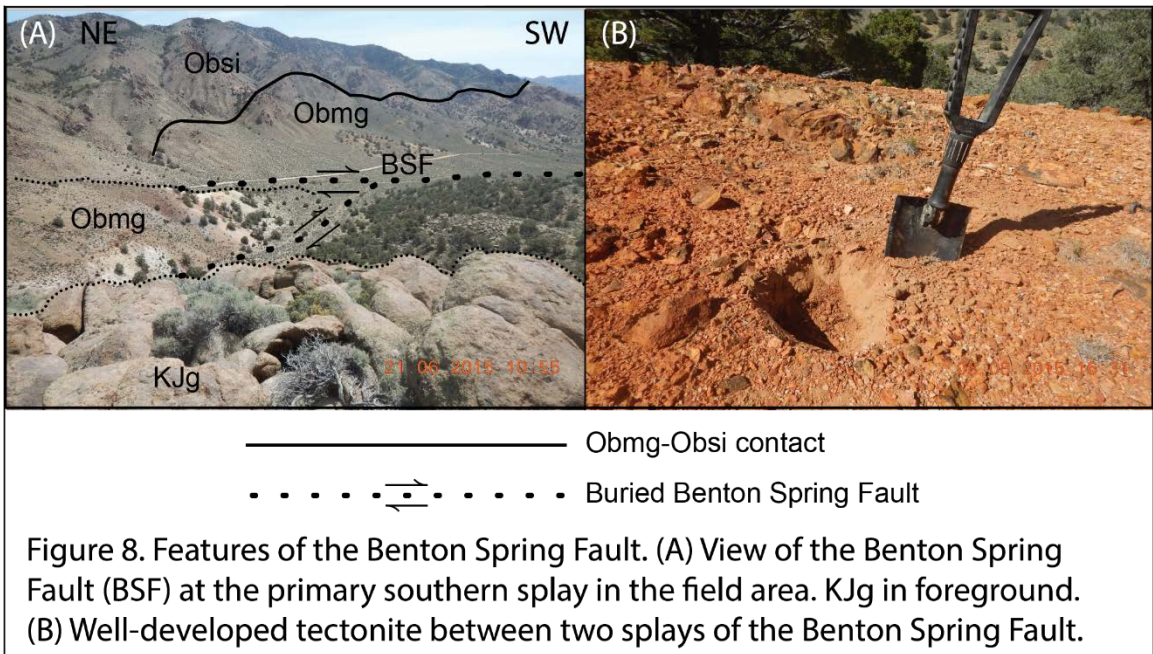 (A) NE
SW
Obsi
Obmg
BSF
Obmg
KJg
21 06 2015
(B)
Obmg-Obsi contact
Buried Benton Spring Fault
Figure 8. Features of the Benton Spring Fault. (A) View of the Benton Spring
Fault (BSF) at the primary southern splay in the field area. KJg in foreground.
(B) Well-developed tectonite between two splays of the Benton Spring Fault.